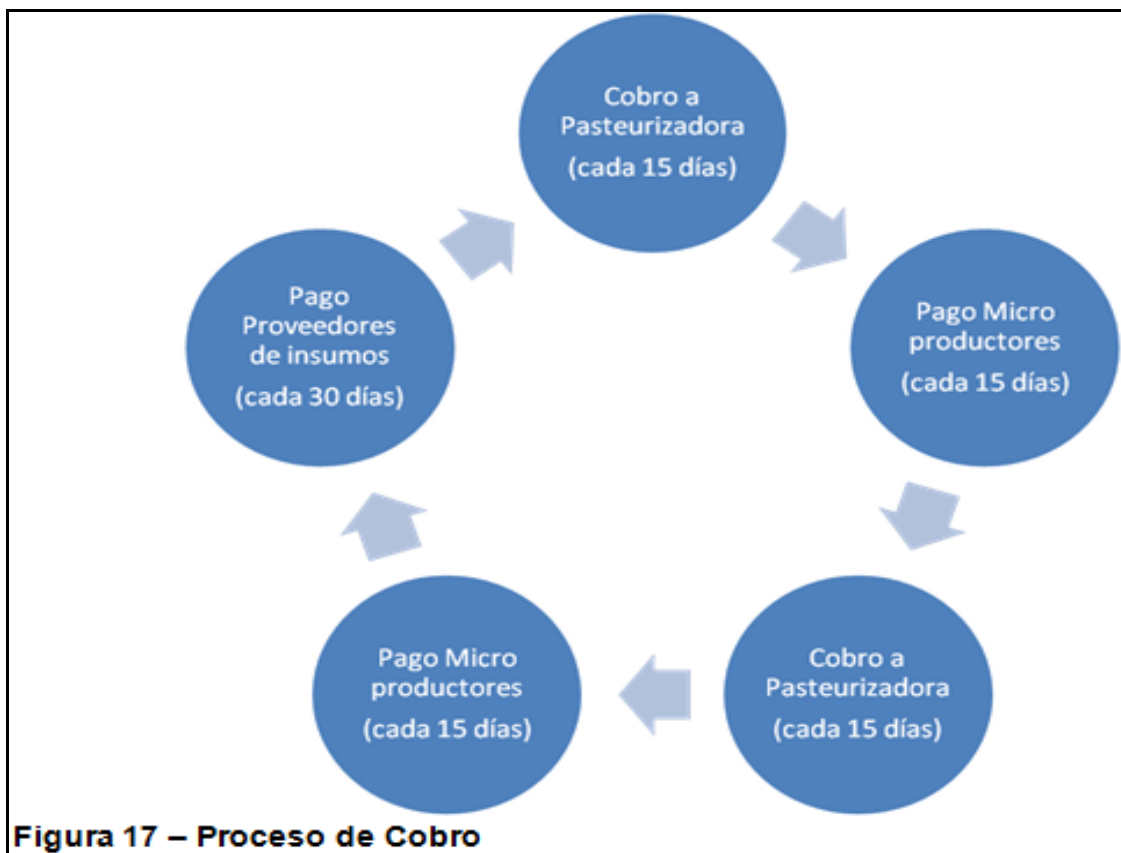 Cobro a
Pasteurizadora
(cada 15 días)
Pago Micro
productores
(cada 15 días)
Cobro a
Pasteurizadora
(cada 15 días)
Pago Micro
productores
(cada 15 días)
Pago
Proveedores
de insumos
(cada 30 días)
Figura 17 – Proceso de Cobro